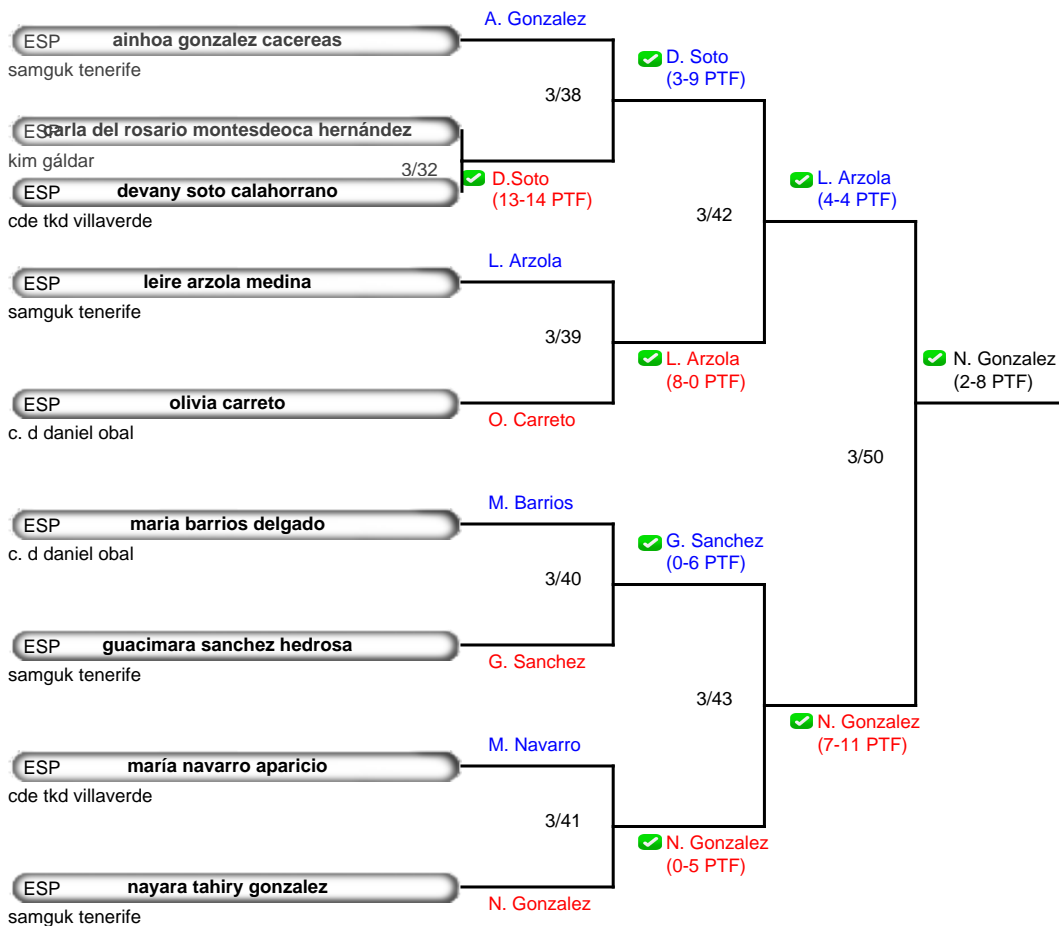 A. Gonzalez
ESP ainhoa gonzalez cacereas
samguk tenerife
D. Soto
(3-9 PTF)
3/38
ESP carla del rosario montesdeoca hernández
kim gáldar
3/32
D.Soto
(13-14 PTF)
ESP devany soto calahorrano
cde tkd villaverde
L. Arzola
(4-4 PTF)
3/42
L. Arzola
ESP leire arzola medina
samguk tenerife
3/39
L. Arzola
(8-0 PTF)
N. Gonzalez
(2-8 PTF)
ESP olivia carreto
O. Carreto
c. d daniel obal
3/50
M. Barrios
ESP maria barrios delgado
c. d daniel obal
G. Sanchez
(0-6 PTF)
3/40
ESP guacimara sanchez hedrosa
G. Sanchez
samguk tenerife
3/43
N. Gonzalez
(7-11 PTF)
M. Navarro
ESP maría navarro aparicio
cde tkd villaverde
3/41
N. Gonzalez
(0-5 PTF)
ESP nayara tahiry gonzalez
N. Gonzalez
samguk tenerife